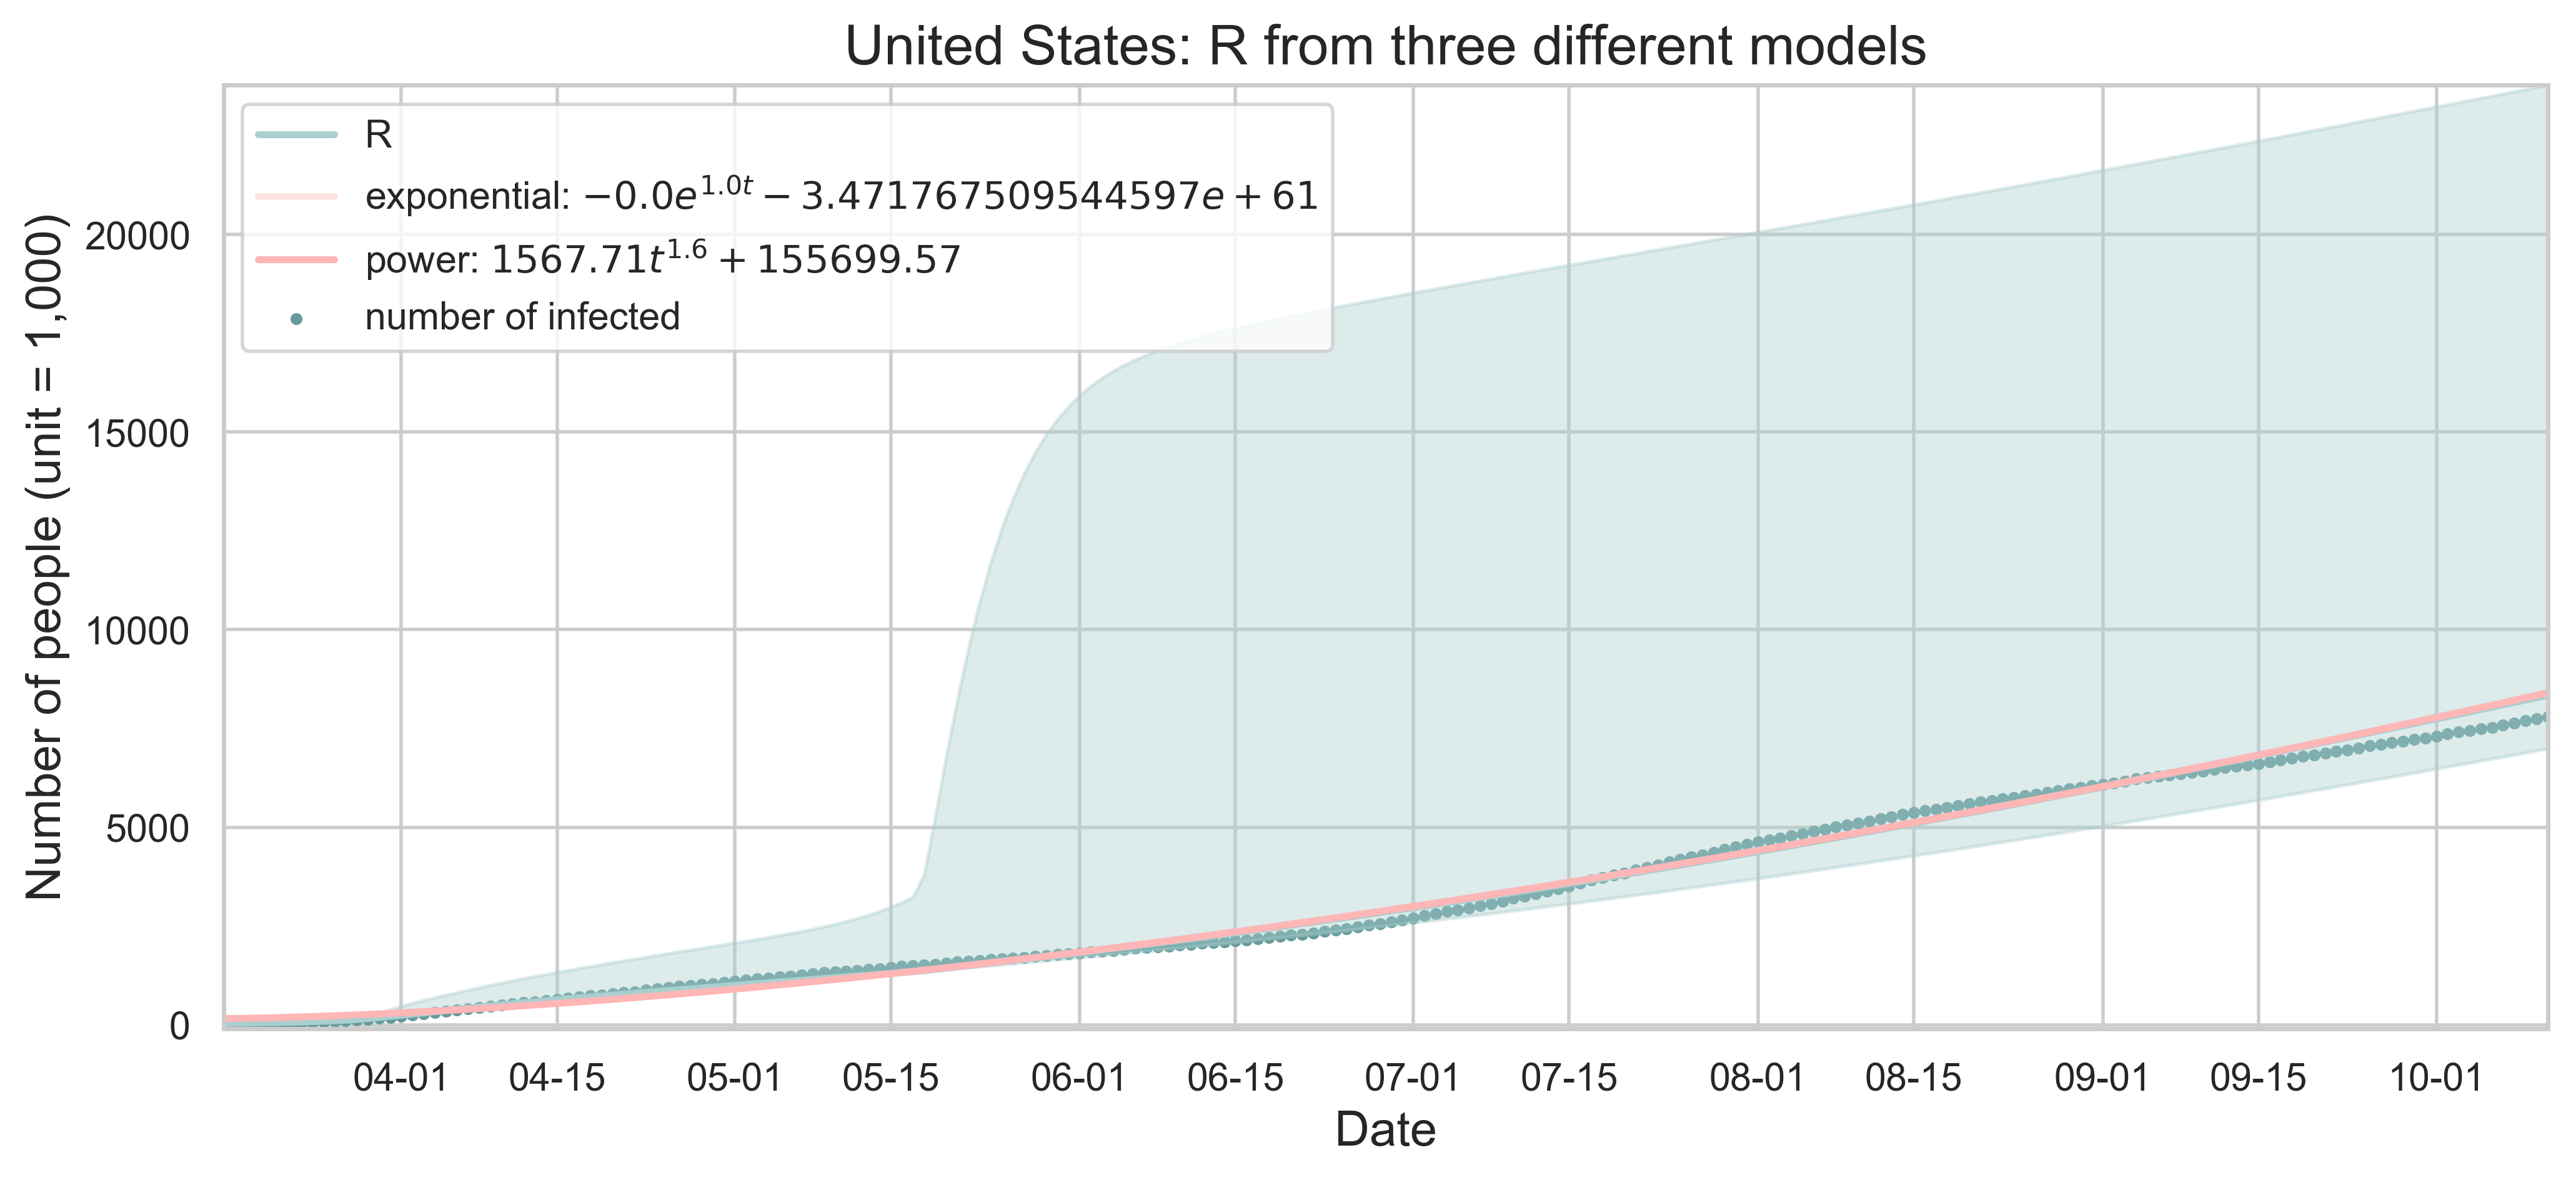 United States: R from three different models
R
exponential: −0.0e^{1.0t} − 3.4717675095445​97e + 61
power: 1567.71t^{1.6} + 155699.57
number of infected
Number of people (unit = 1,000)
20000
15000
10000
5000
0
04-01 04-15 05-01 05-15 06-01 06-15 07-01 07-15 08-01 08-15 09-01 09-15 10-01
Date